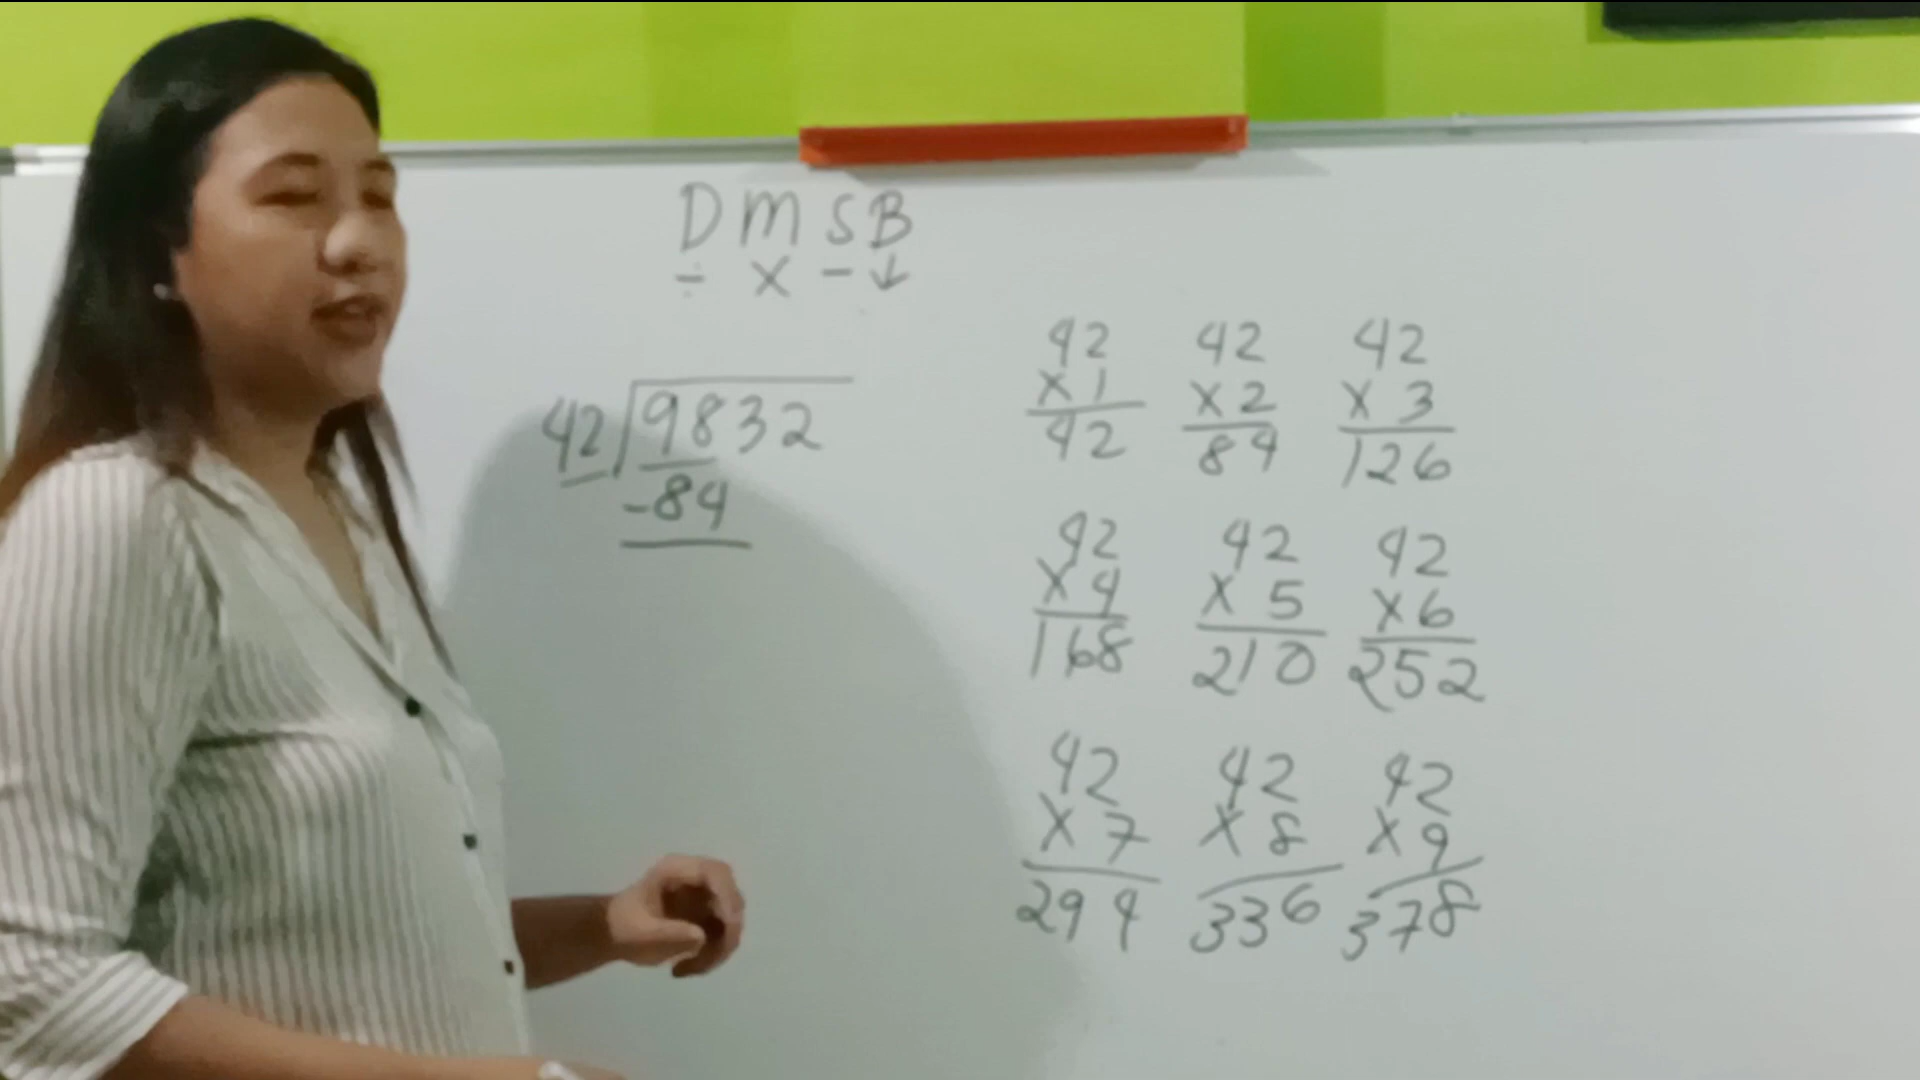 D M S B
÷ × − ↓
42 ) 9832
-84
42 42 42
X 1 X 2 X 3
42 84 126
42 42 42
X 4 X 5 X 6
168 210 252
42 42 42
X 7 X 8 X 9
294 336 378